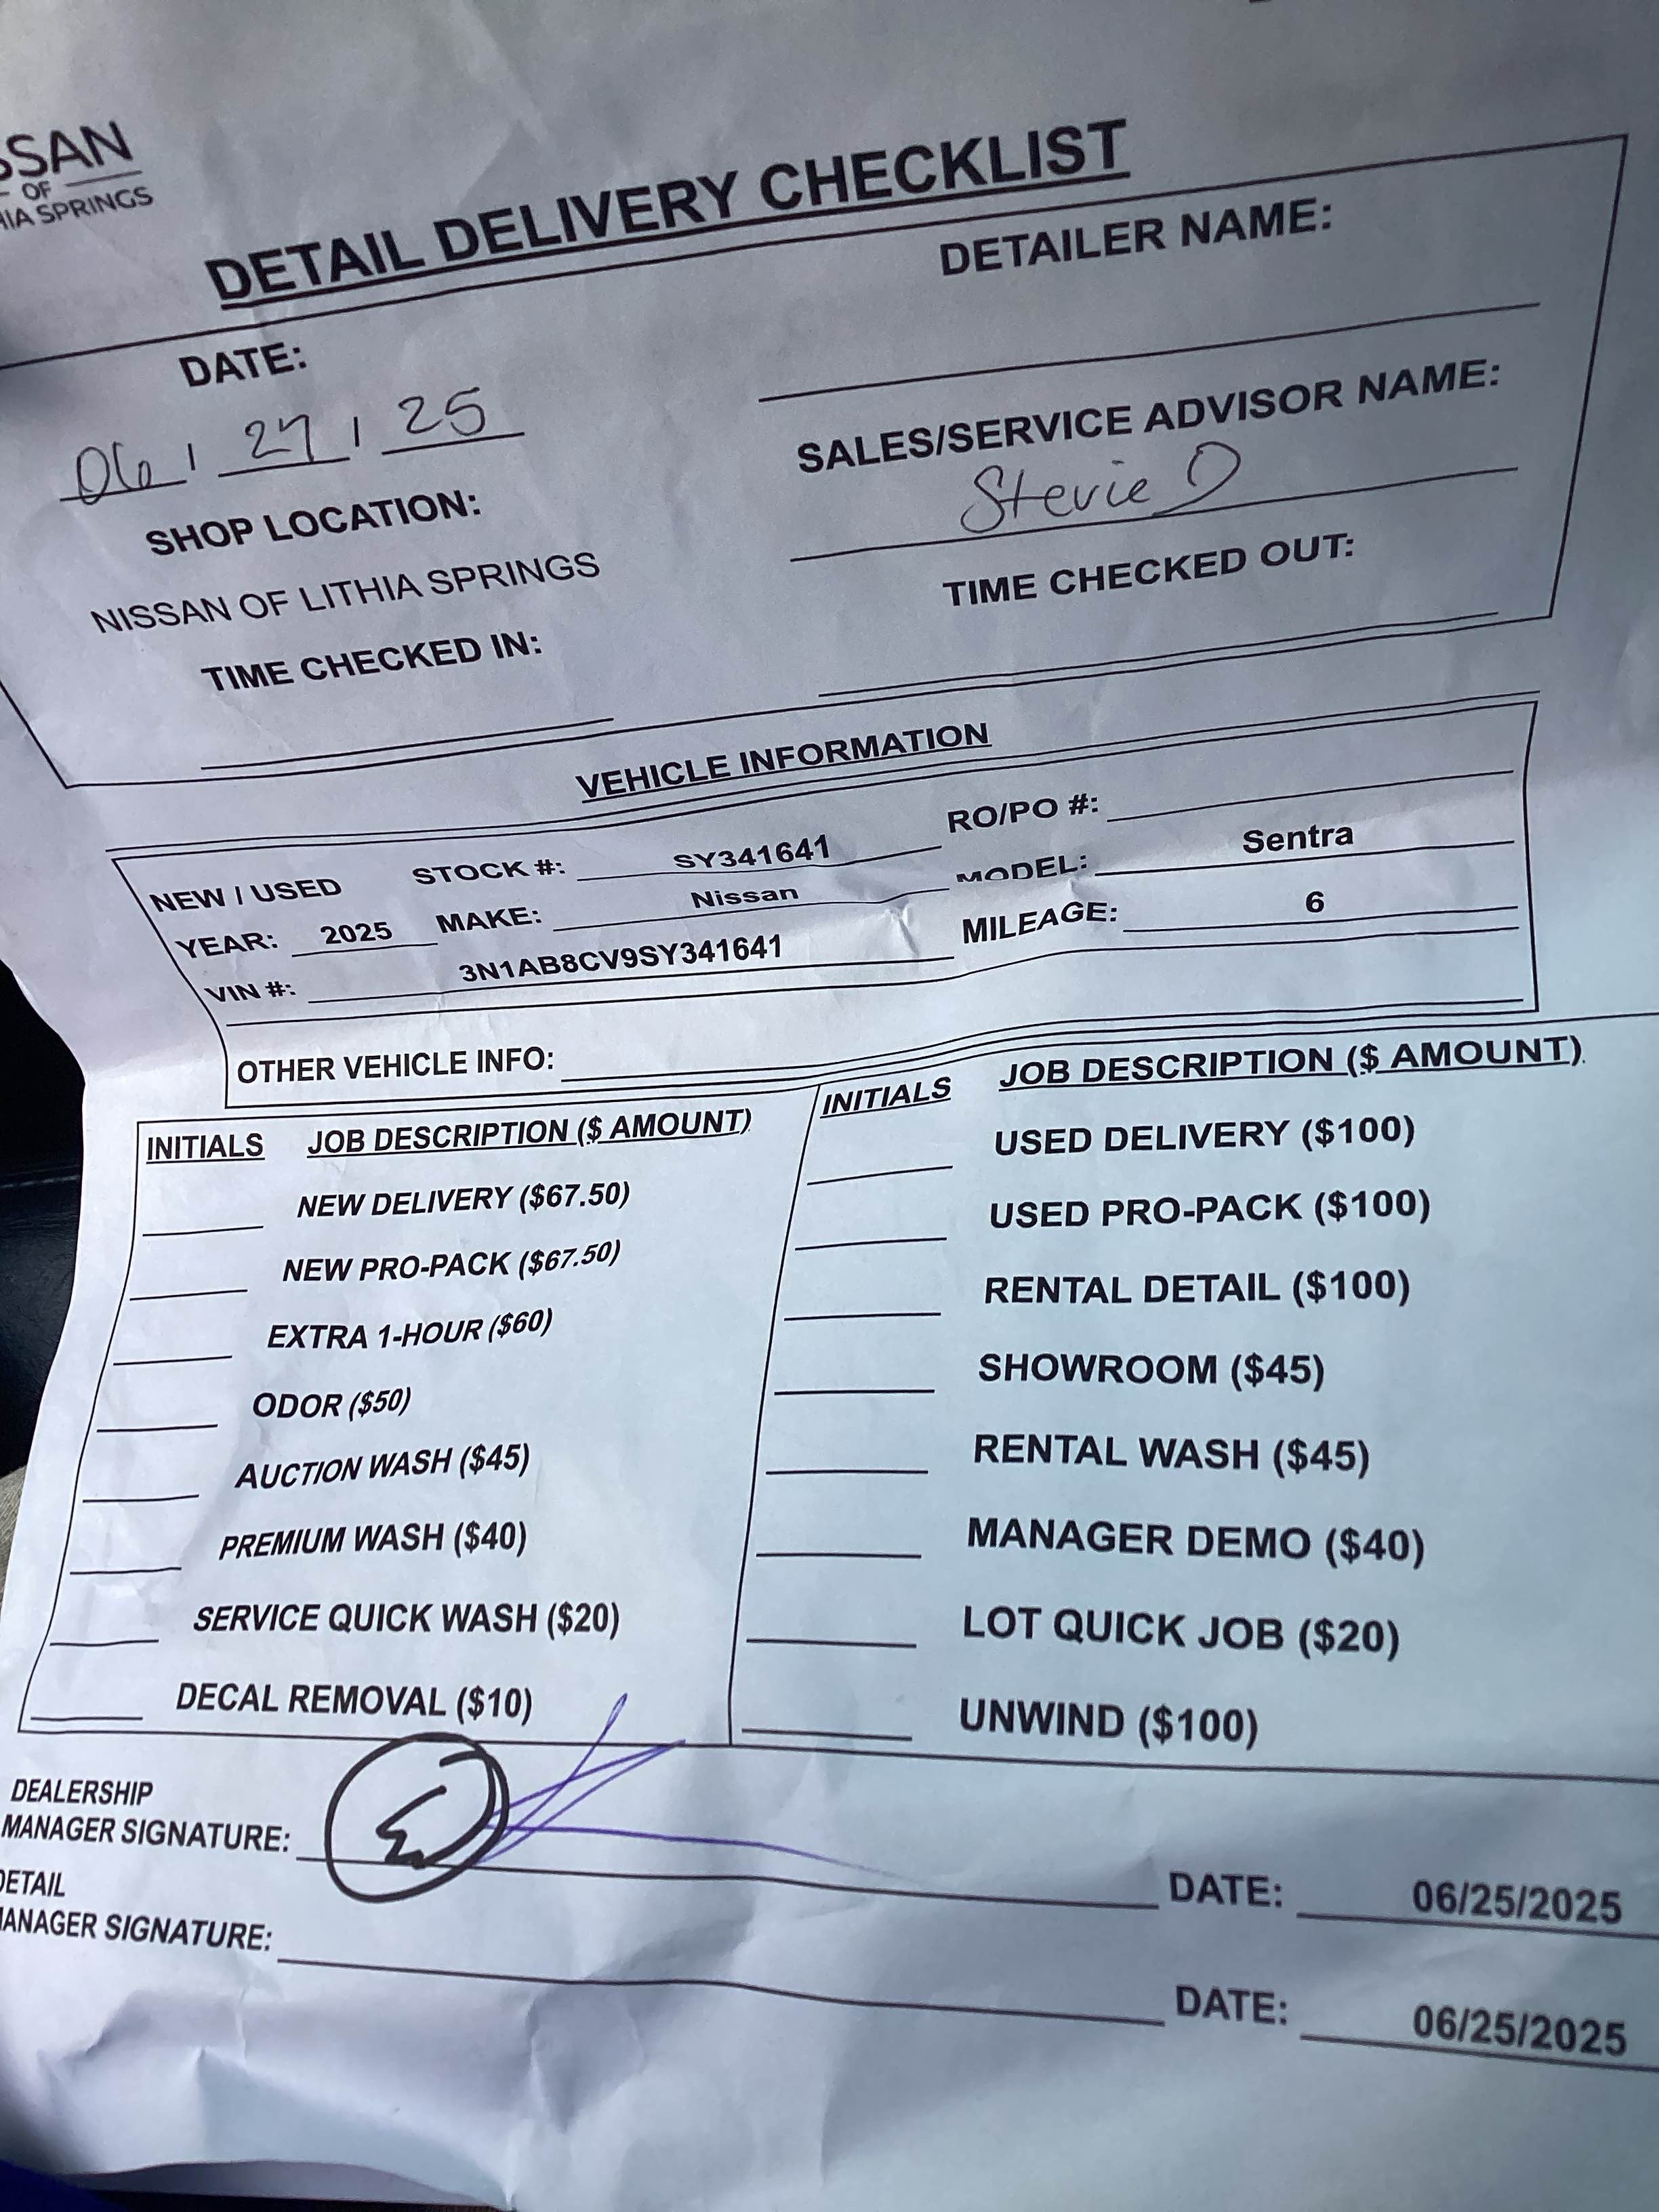 SSAN
OF
HIA SPRINGS
DETAIL DELIVERY CHECKLIST
DATE:
06 / 27 / 25
DETAILER NAME:
SHOP LOCATION:
NISSAN OF LITHIA SPRINGS
SALES/SERVICE ADVISOR NAME:
Stevie D
TIME CHECKED IN:
TIME CHECKED OUT:
VEHICLE INFORMATION
NEW / USED STOCK #: SY341641 RO/PO #:
YEAR: 2025 MAKE: Nissan MODEL: Sentra
VIN #: 3N1AB8CV9SY341641 MILEAGE: 6
OTHER VEHICLE INFO:
INITIALS JOB DESCRIPTION ($ AMOUNT)
NEW DELIVERY ($67.50)
NEW PRO-PACK ($67.50)
EXTRA 1-HOUR ($60)
ODOR ($50)
AUCTION WASH ($45)
PREMIUM WASH ($40)
SERVICE QUICK WASH ($20)
DECAL REMOVAL ($10)
INITIALS JOB DESCRIPTION ($ AMOUNT)
USED DELIVERY ($100)
USED PRO-PACK ($100)
RENTAL DETAIL ($100)
SHOWROOM ($45)
RENTAL WASH ($45)
MANAGER DEMO ($40)
LOT QUICK JOB ($20)
UNWIND ($100)
DEALERSHIP
MANAGER SIGNATURE: DATE: 06/25/2025
DETAIL
MANAGER SIGNATURE: DATE: 06/25/2025